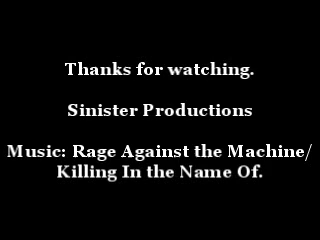 Thanks for watching.
Sinister Productions
Music: Rage Against the Machine/
Killing In the Name Of.